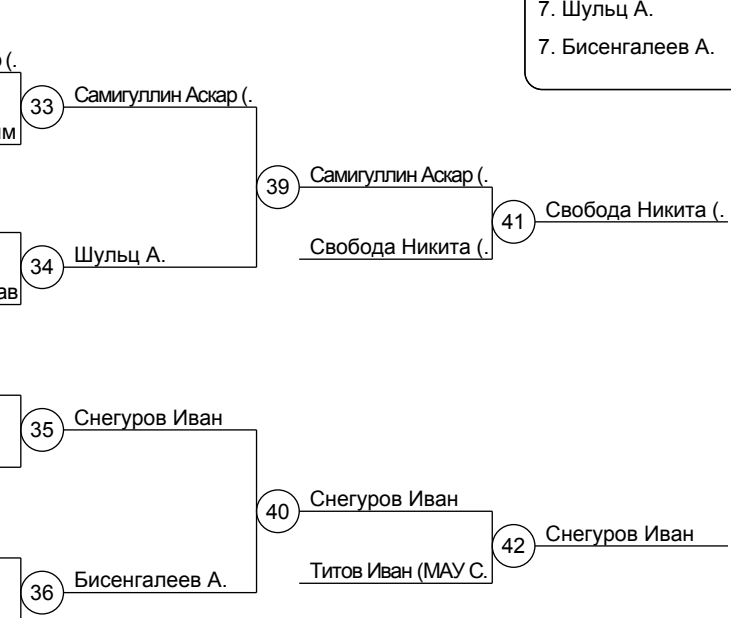 7. Шульц А.
7. Бисенгалеев А.
(.
33 Самигуллин Аскар (.
39 Самигуллин Аскар (.
41 Свобода Никита (.
Свобода Никита (.
34 Шульц А.
35 Снегуров Иван
40 Снегуров Иван
42 Снегуров Иван
Титов Иван (МАУ С.
36 Бисенгалеев А.